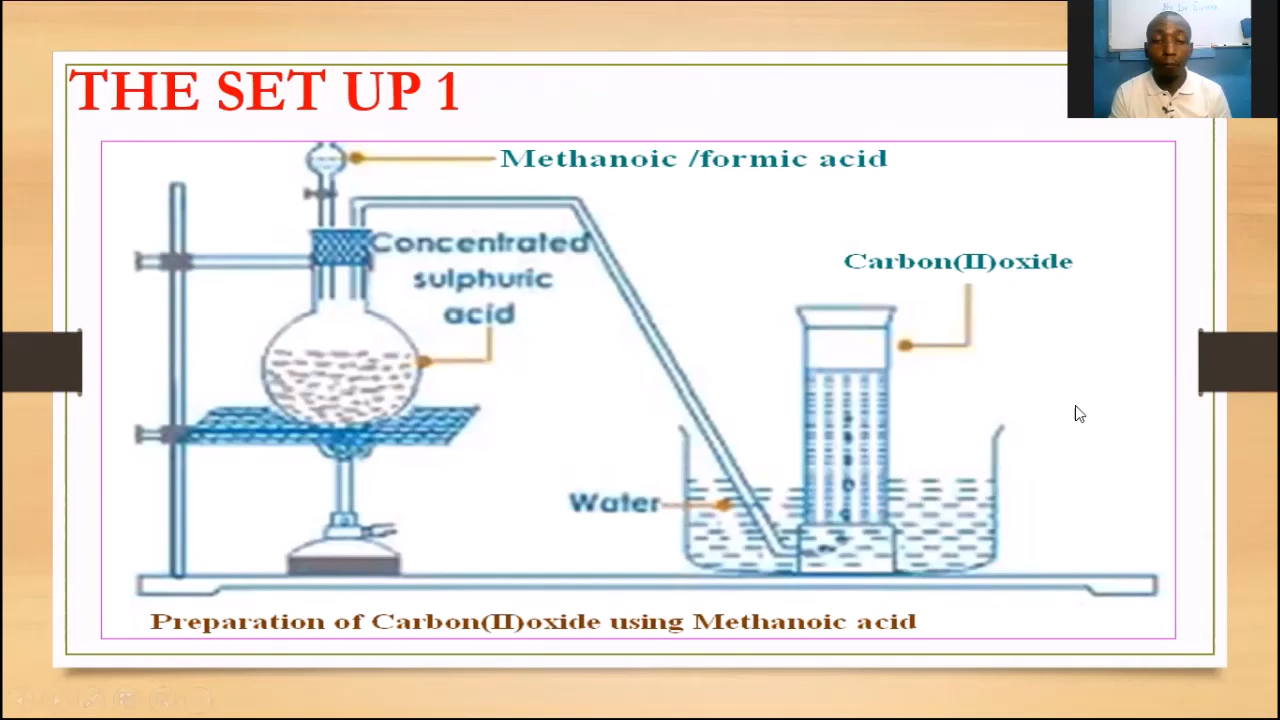 THE SET UP 1
Methanoic /formic acid
Concentrated
sulphuric
acid
Carbon(II)oxide
Water
Preparation of Carbon(II)oxide using Methanoic acid